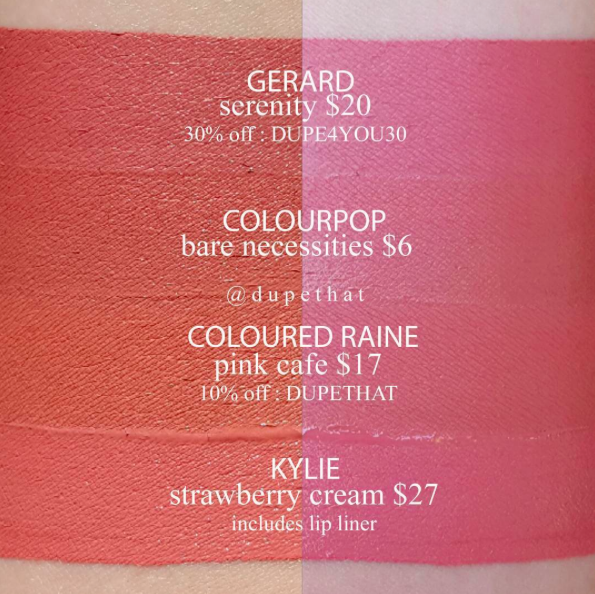 GERARD
serenity $20
30% off : DUPE4YOU30
COLOURPOP
bare necessities $6
@dupethat
COLOURED RAINE
pink cafe $17
10% off : DUPETHAT
KYLIE
strawberry cream $27
includes lip liner